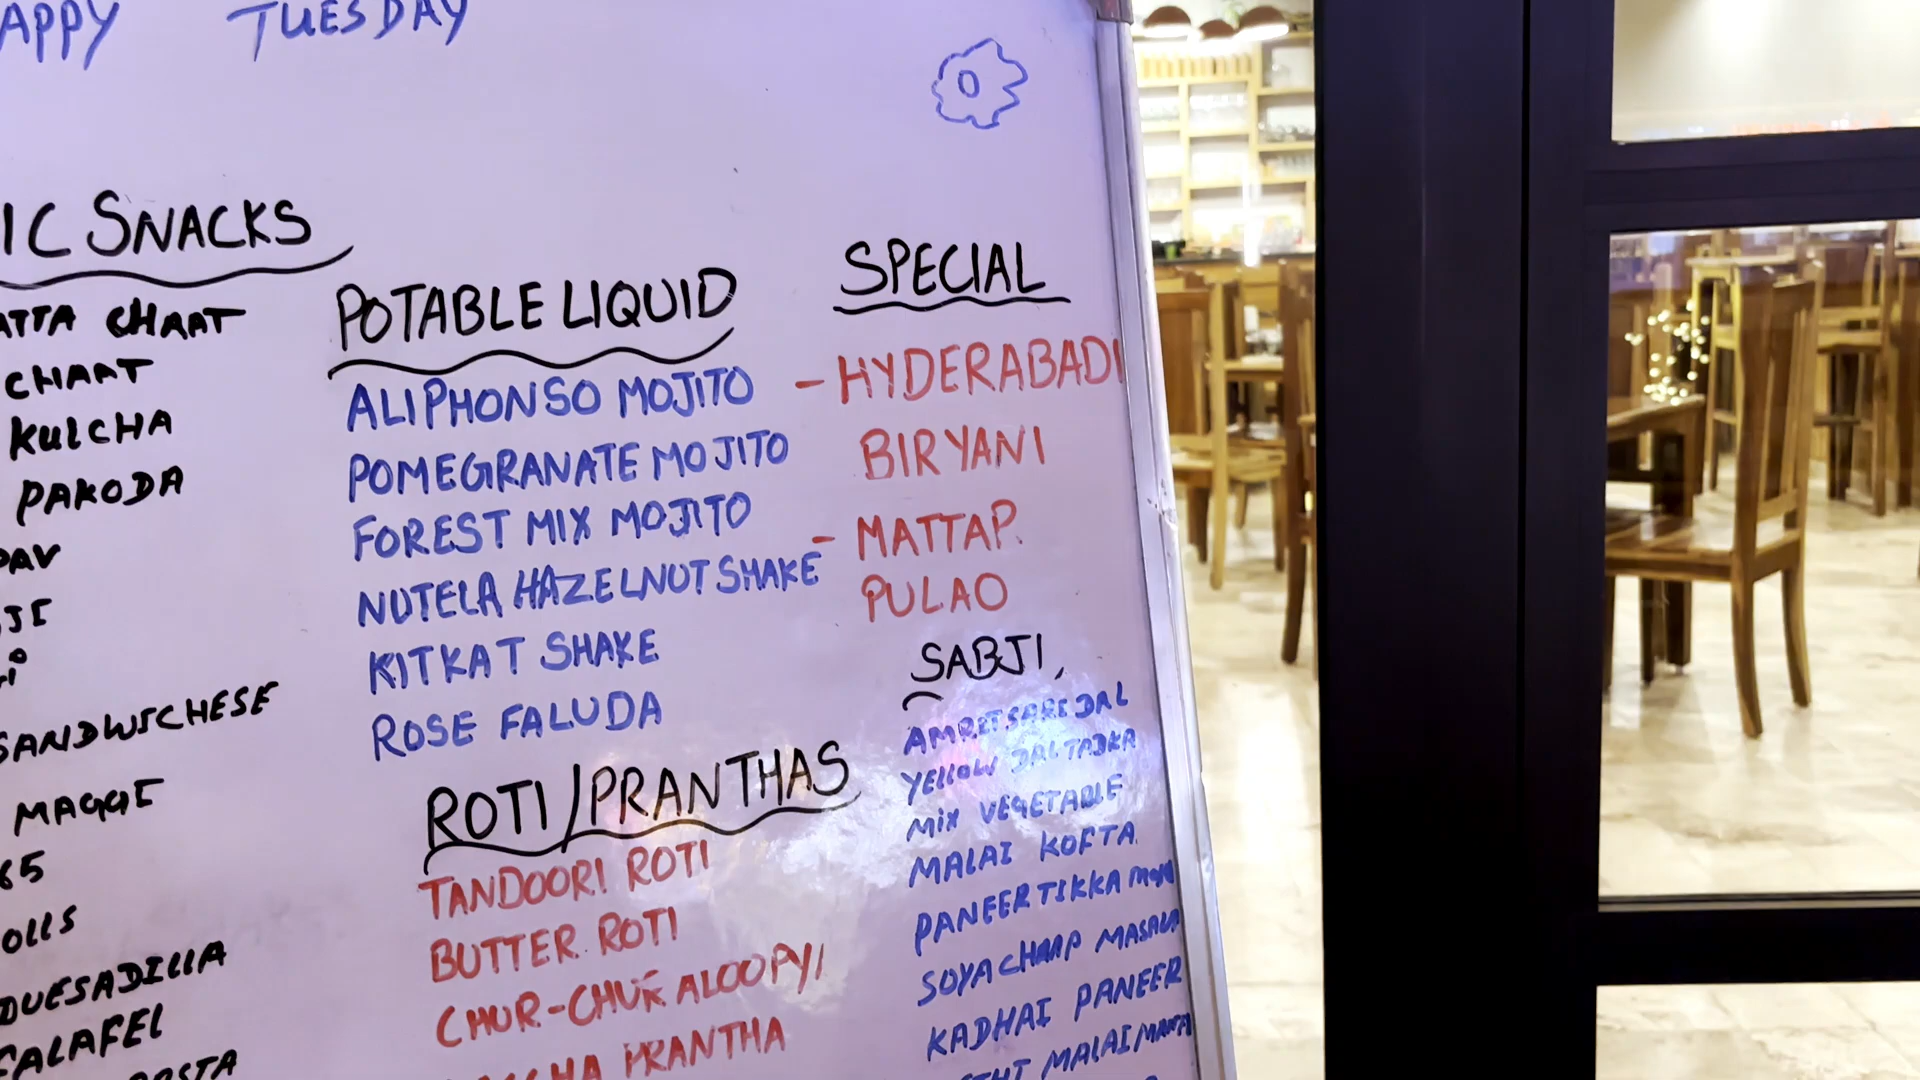 APPY TUESDAY
IC SNACKS
ATTA CHAAT
CHAAT
KULCHA
PAKODA
PAV
JI
SANDWICHESE
MAGGE
65
OLLS
QUESADILLA
FALAFEL
POTABLE LIQUID
ALIPHONSO MOJITO
POMEGRANATE MOJITO
FOREST MIX MOJITO
NUTELA HAZELNUT SHAKE
KITKAT SHAKE
ROSE FALUDA
ROTI/PRANTHAS
TANDOORI ROTI
BUTTER ROTI
CHUR-CHUR ALOO PY/
PRANTHA
SPECIAL
- HYDERABADI
BIRYANI
- MATTAP.
PULAO
SABJI,
AMRITSARI DAL
YELLOW DAL TADKA
MIX VEGETABLE
MALAI KOFTA
PANEER TIKKA
SOYA CHAAP MASALA
KADHAI PANEER
MALAI